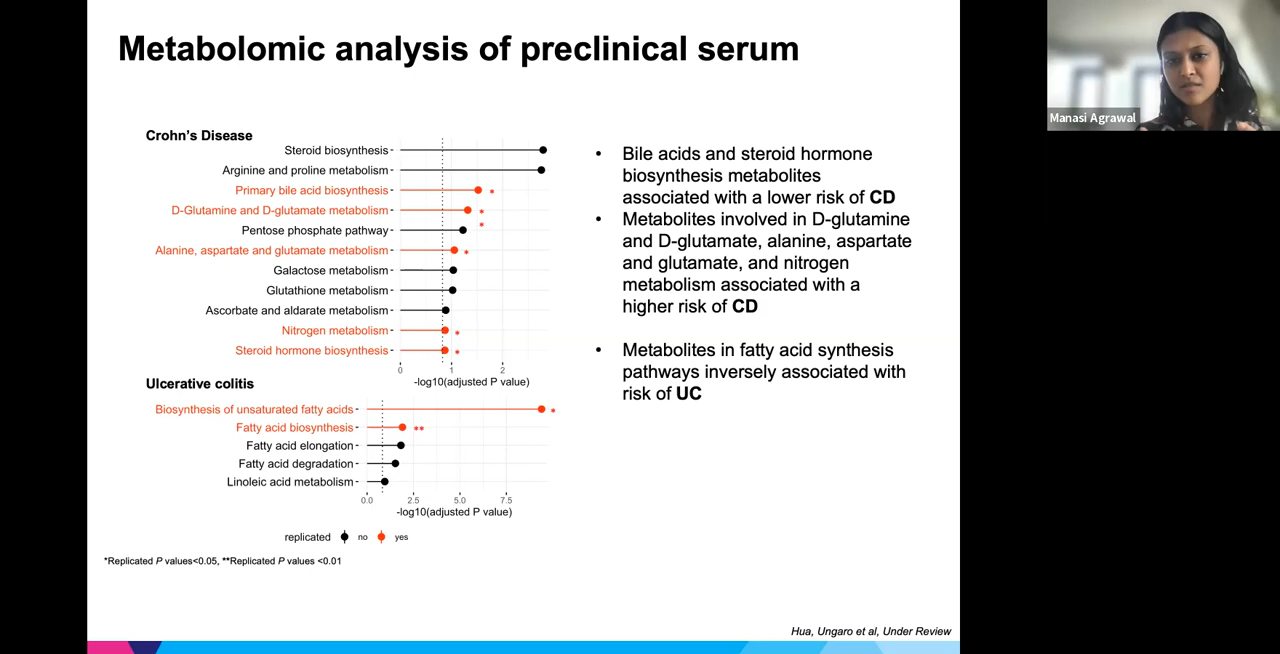 Metabolomic analysis of preclinical serum
Manasi Agrawal
Crohn's Disease
Steroid biosynthesis
Arginine and proline metabolism
Primary bile acid biosynthesis *
D-Glutamine and D-glutamate metabolism *
*
Pentose phosphate pathway
Alanine, aspartate and glutamate metabolism *
Galactose metabolism
Glutathione metabolism
Ascorbate and aldarate metabolism
Nitrogen metabolism *
Steroid hormone biosynthesis *
0 1 2
-log10(adjusted P value)
Ulcerative colitis
Biosynthesis of unsaturated fatty acids *
Fatty acid biosynthesis **
Fatty acid elongation
Fatty acid degradation
Linoleic acid metabolism
0.0 2.5 5.0 7.5
-log10(adjusted P value)
replicated no yes
*Replicated P values<0.05, **Replicated P values <0.01
• Bile acids and steroid hormone
biosynthesis metabolites
associated with a lower risk of CD
• Metabolites involved in D-glutamine
and D-glutamate, alanine, aspartate
and glutamate, and nitrogen
metabolism associated with a
higher risk of CD
• Metabolites in fatty acid synthesis
pathways inversely associated with
risk of UC
Hua, Ungaro et al, Under Review